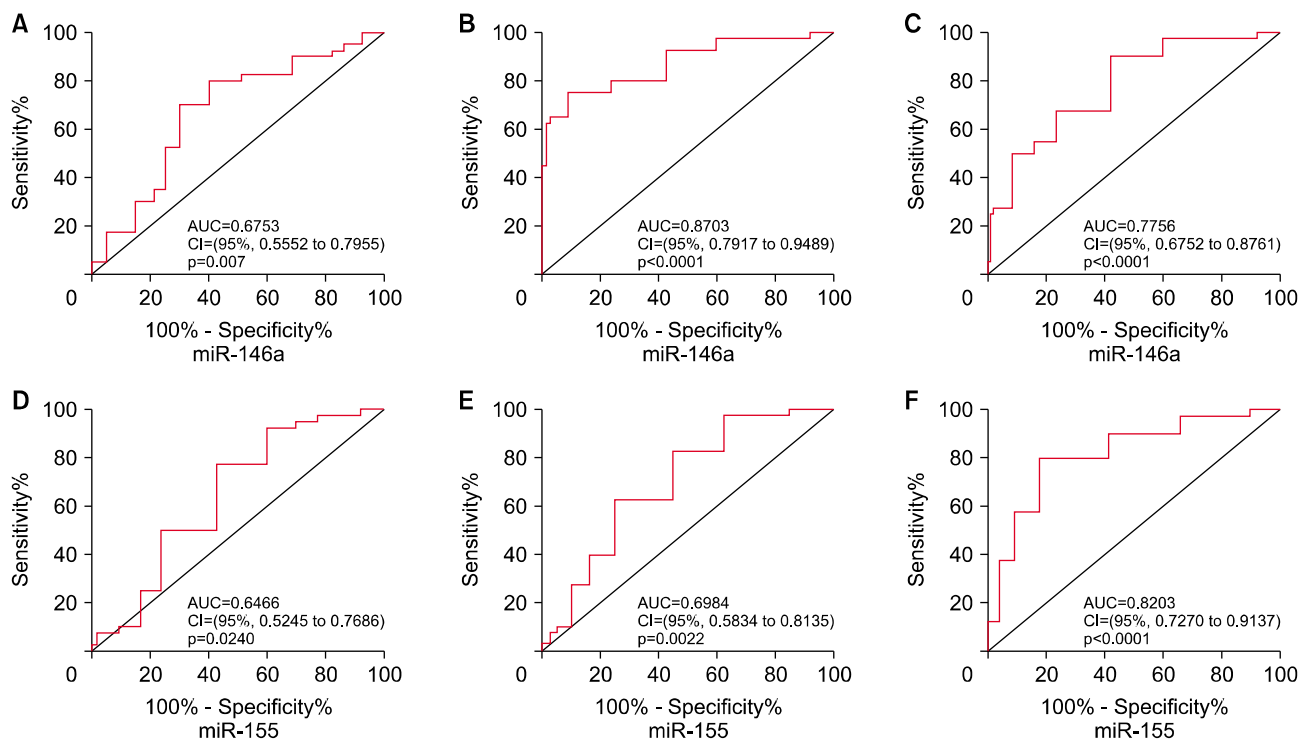 A
Sensitivity%
100
80
60
40
20
0
20
40
60
80
100
AUC=0.6753
CI=(95%, 0.5552 to 0.7955)
p=0.007
100% - Specificity%
miR-146a
B
Sensitivity%
100
80
60
40
20
0
20
40
60
80
100
AUC=0.8703
CI=(95%, 0.7917 to 0.9489)
p<0.0001
100% - Specificity%
miR-146a
C
Sensitivity%
100
80
60
40
20
0
20
40
60
80
100
AUC=0.7756
CI=(95%, 0.6752 to 0.8761)
p<0.0001
100% - Specificity%
miR-146a
D
Sensitivity%
100
80
60
40
20
0
20
40
60
80
100
AUC=0.6466
CI=(95%, 0.5245 to 0.7686)
p=0.0240
100% - Specificity%
miR-155
E
Sensitivity%
100
80
60
40
20
0
20
40
60
80
100
AUC=0.6984
CI=(95%, 0.5834 to 0.8135)
p=0.0022
100% - Specificity%
miR-155
F
Sensitivity%
100
80
60
40
20
0
20
40
60
80
100
AUC=0.8203
CI=(95%, 0.7270 to 0.9137)
p<0.0001
100% - Specificity%
miR-155